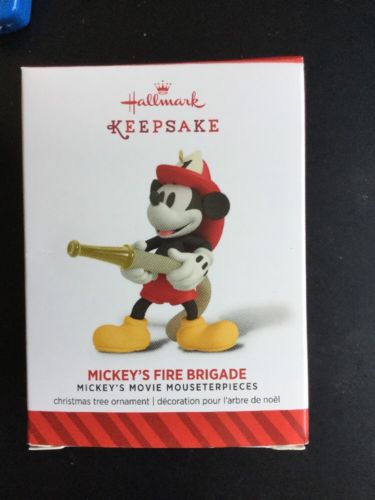 Hallmark
KEEPSAKE
MICKEY'S FIRE BRIGADE
MICKEY'S MOVIE MOUSETERPIECES
christmas tree ornament | décoration pour l'arbre de noël